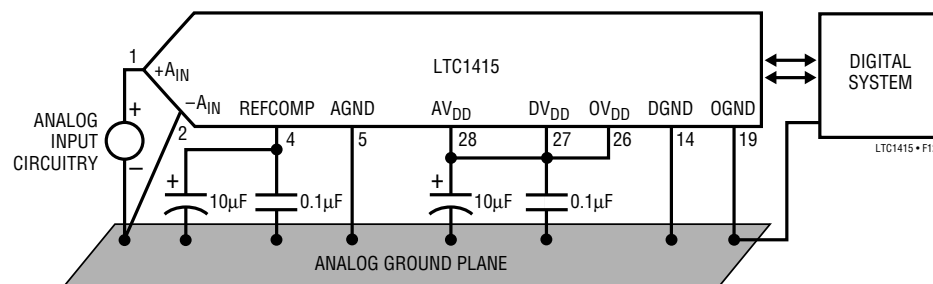 LTC1415
DIGITAL
SYSTEM
1
+AIN
−AIN
2
REFCOMP
AGND
AVDD
DVDD
OVDD
DGND
OGND
4
5
28
27
26
14
19
+
−
ANALOG
INPUT
CIRCUITRY
+
10µF
0.1µF
+
10µF
0.1µF
ANALOG GROUND PLANE
LTC1415 • F1